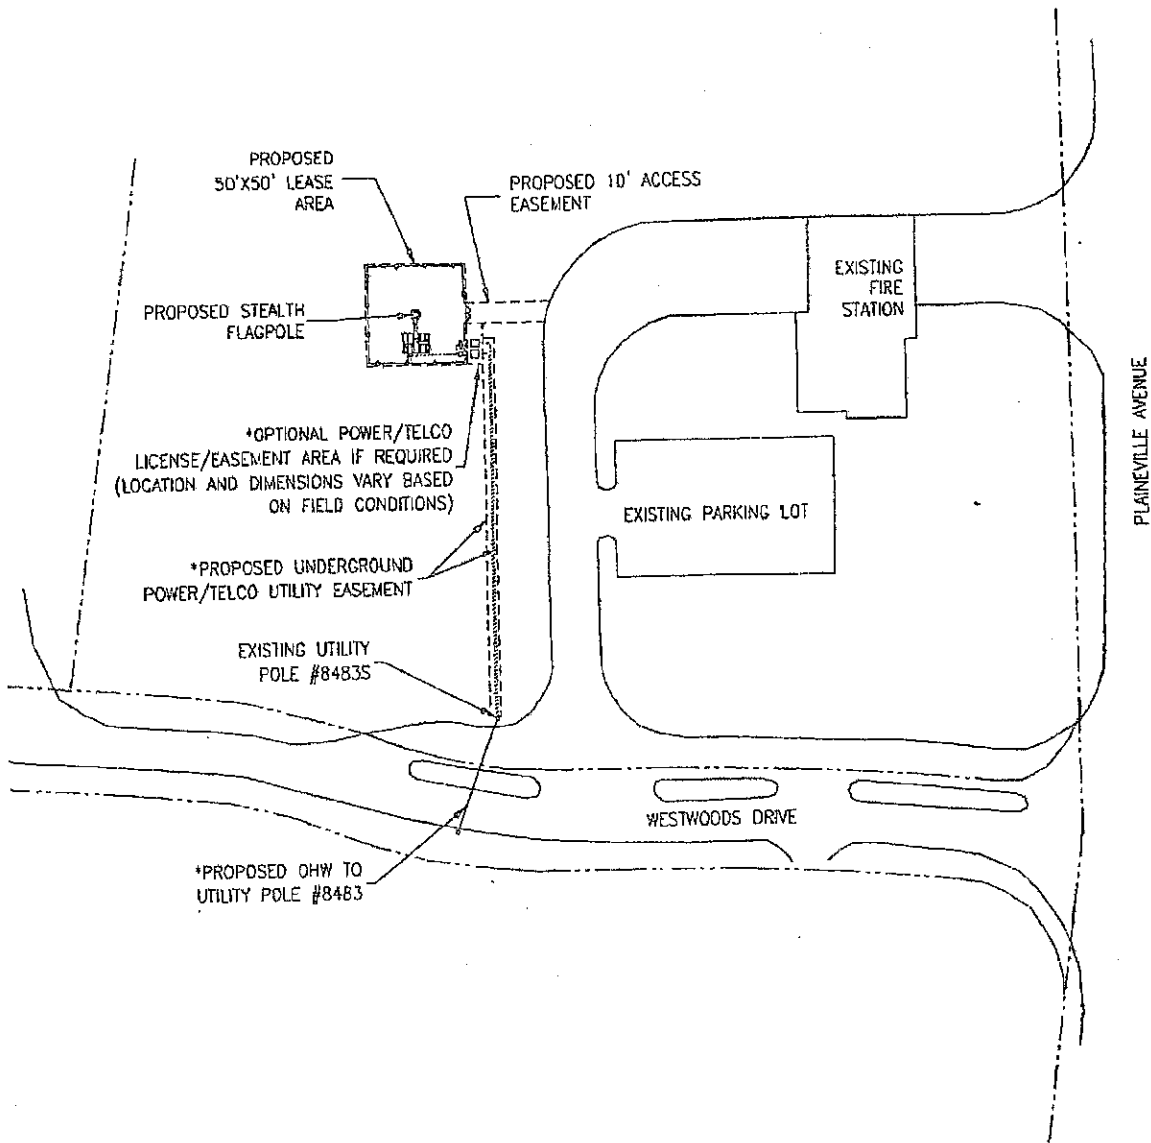 PROPOSED
50'X50' LEASE
AREA
PROPOSED 10' ACCESS
EASEMENT
PROPOSED STEALTH
FLAGPOLE
EXISTING
FIRE
STATION
*OPTIONAL POWER/TELCO
LICENSE/EASEMENT AREA IF REQUIRED
(LOCATION AND DIMENSIONS VARY BASED
ON FIELD CONDITIONS)
EXISTING PARKING LOT
PLAINEVILLE AVENUE
*PROPOSED UNDERGROUND
POWER/TELCO UTILITY EASEMENT
EXISTING UTILITY
POLE #8483S
WESTWOODS DRIVE
*PROPOSED OHW TO
UTILITY POLE #8483